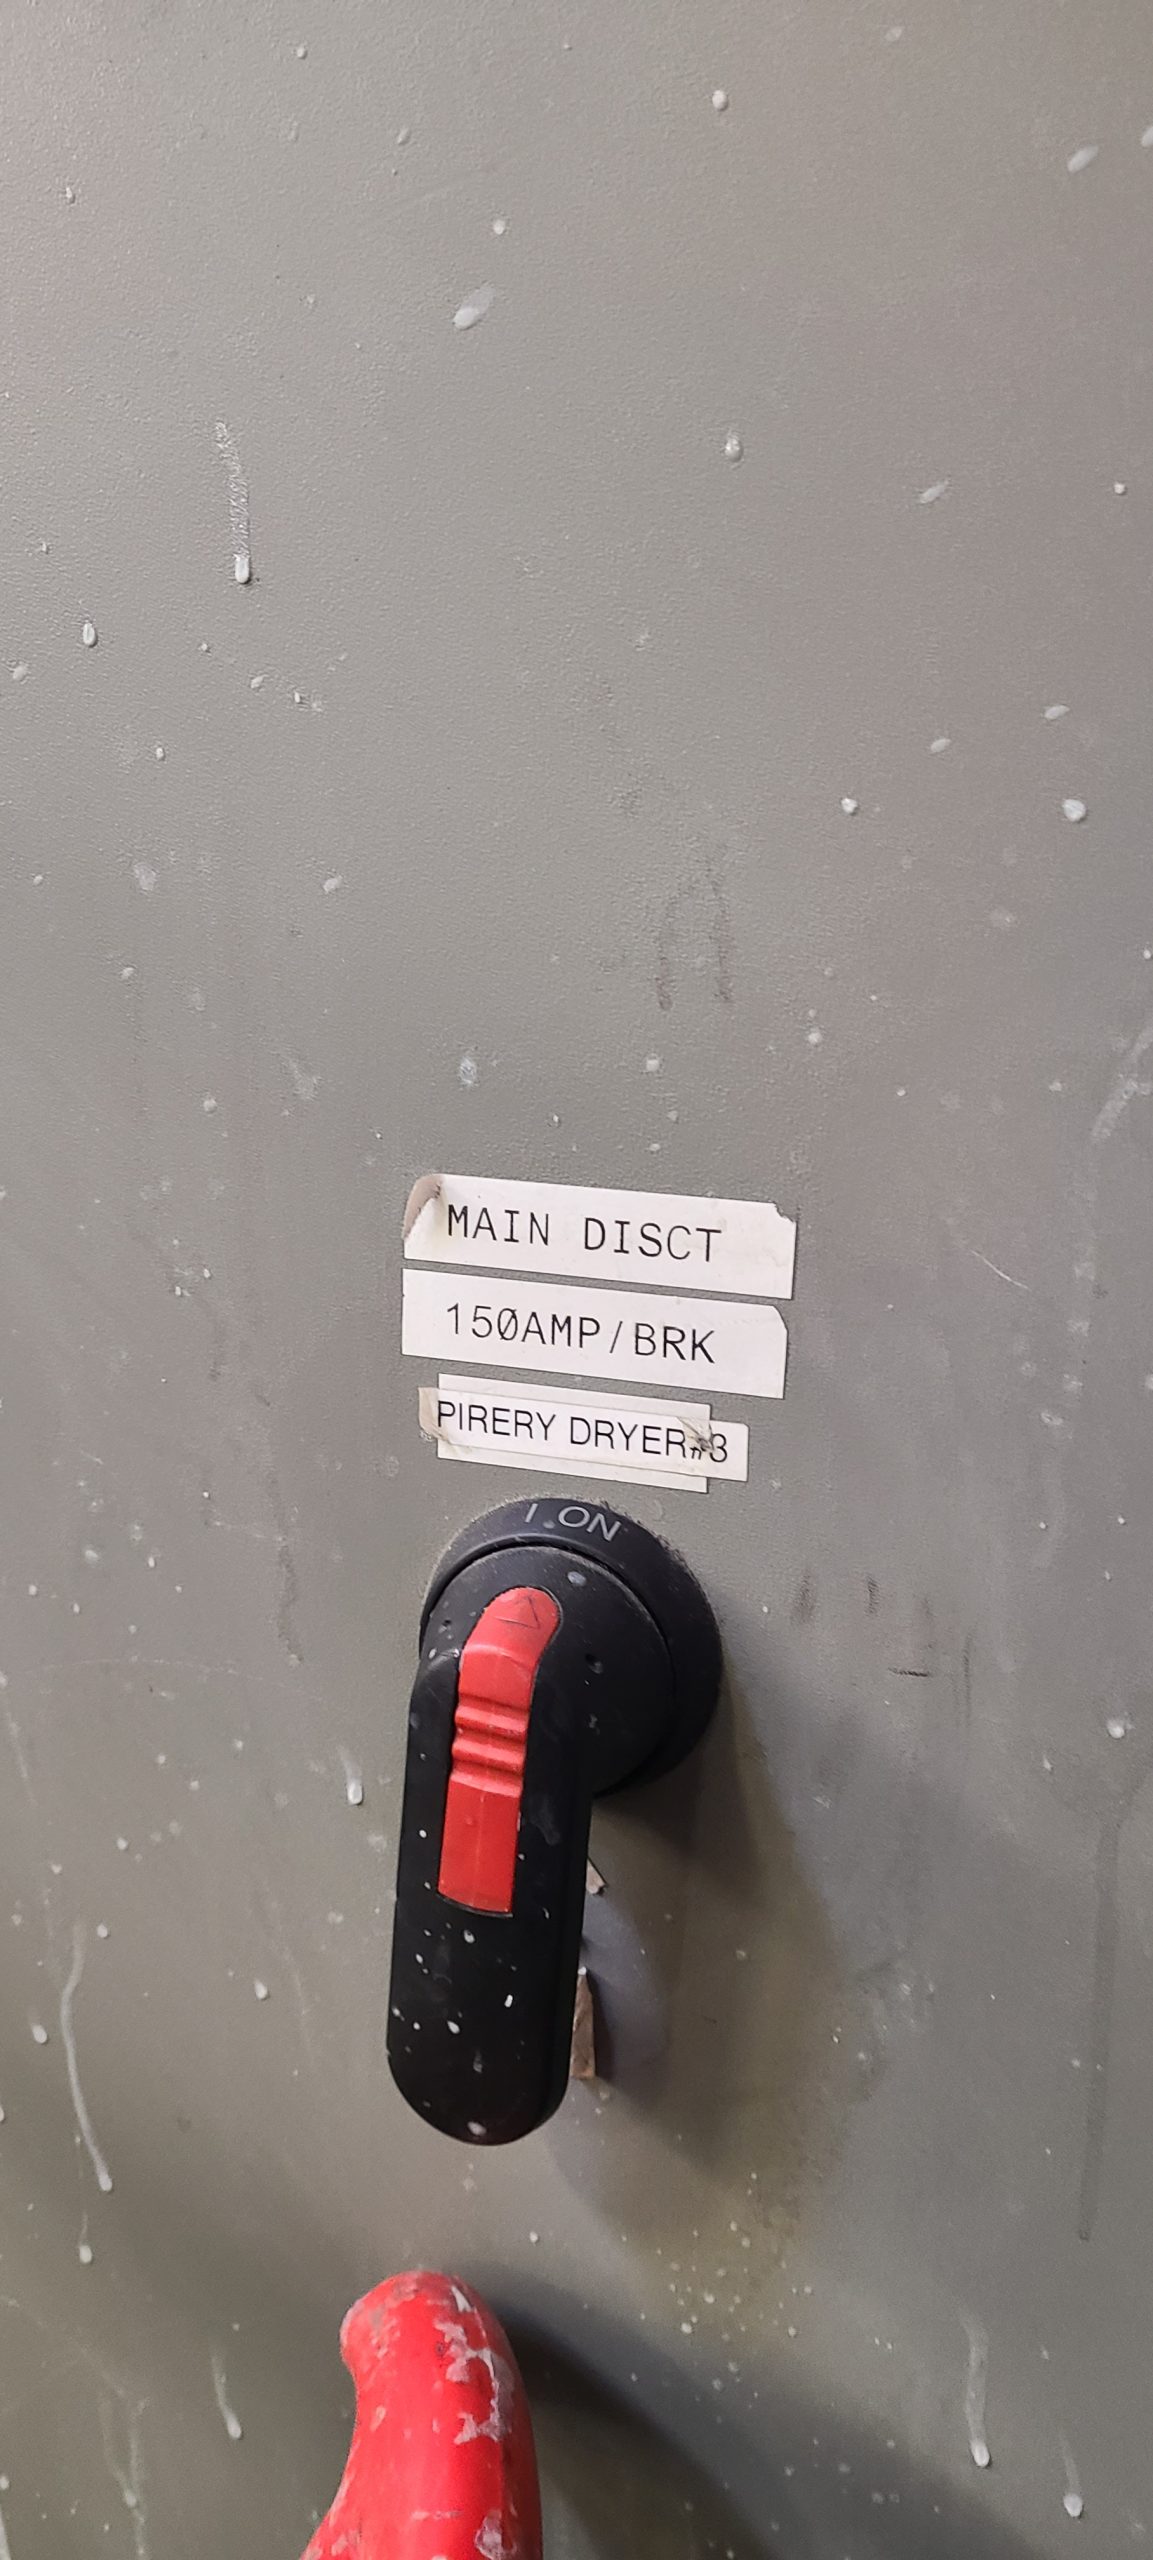 MAIN DISCT
150AMP/BRK
PIRERY DRYER#3
I ON